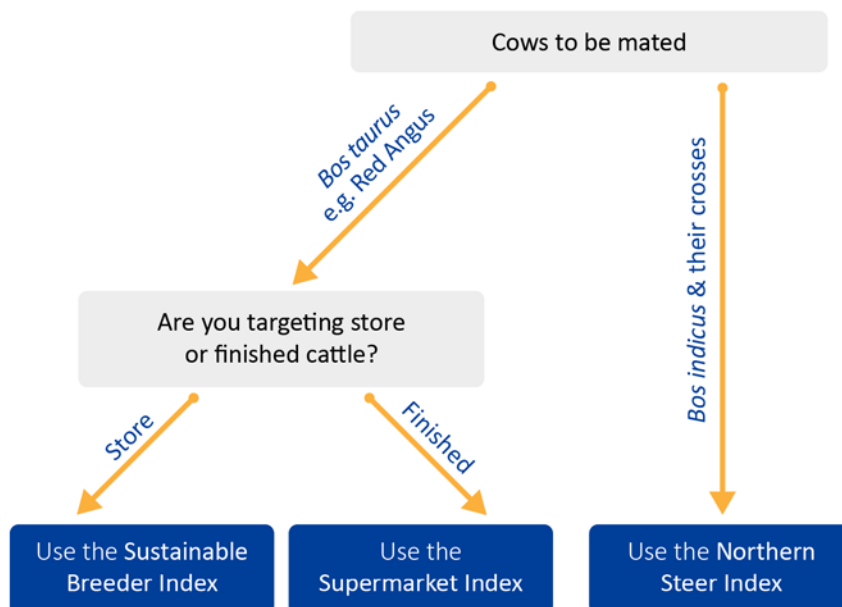 Cows to be mated
Bos taurus
e.g. Red Angus
Bos indicus & their crosses
Are you targeting store
or finished cattle?
Store
Finished
Use the Sustainable
Breeder Index
Use the
Supermarket Index
Use the Northern
Steer Index